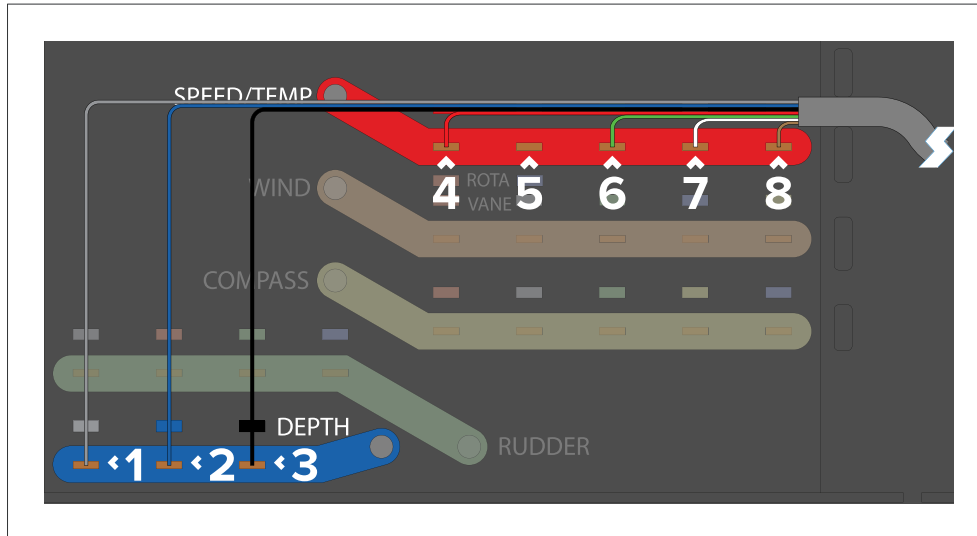 SPEED/TEMP
4 5 6 7 8
ROTA
WIND
VANE
COMPASS
DEPTH
RUDDER
1 2 3